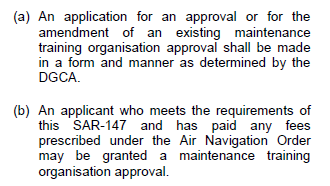 (a) An application for an approval or for the
amendment of an existing maintenance
training organisation approval shall be made
in a form and manner as determined by the
DGCA.
(b) An applicant who meets the requirements of
this SAR-147 and has paid any fees
prescribed under the Air Navigation Order
may be granted a maintenance training
organisation approval.